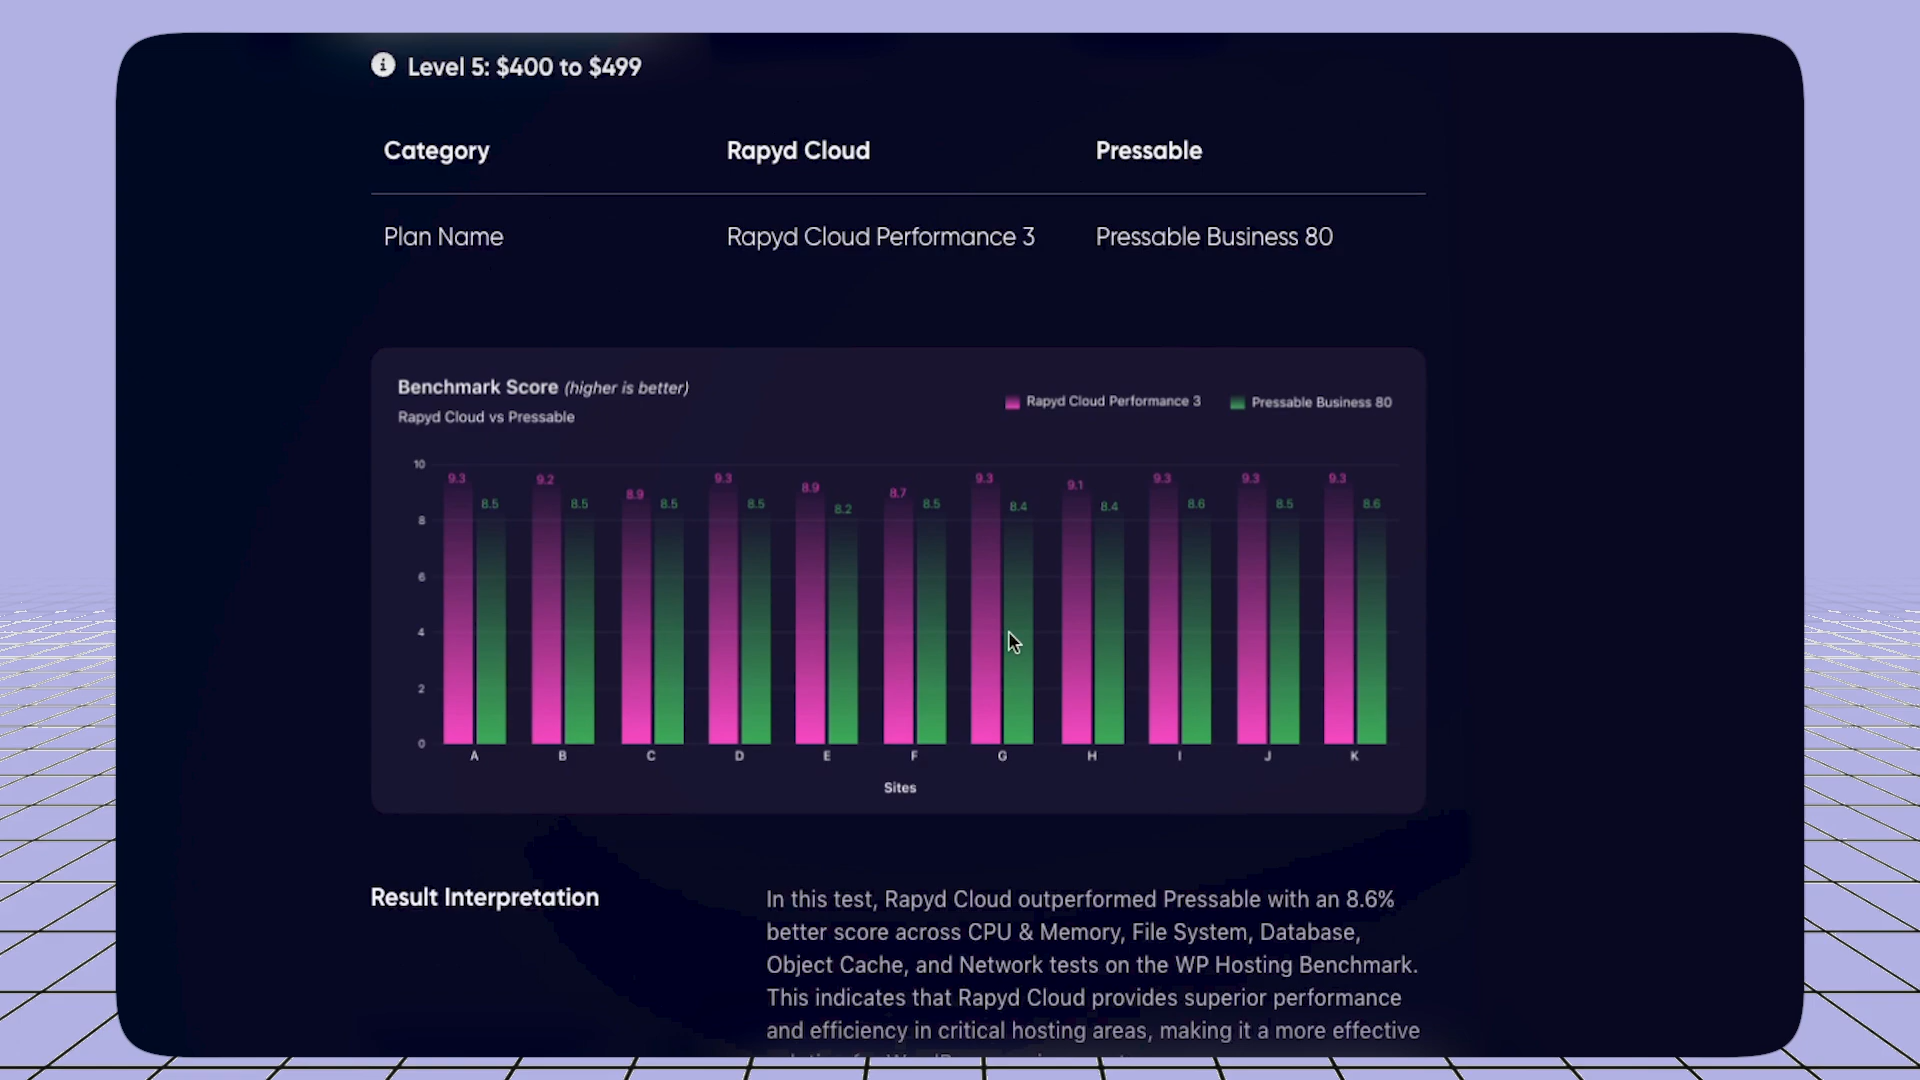 Level 5: $400 to $499
Category Rapyd Cloud Pressable
Plan Name Rapyd Cloud Performance 3 Pressable Business 80
Benchmark Score (higher is better)
Rapyd Cloud vs Pressable
Rapyd Cloud Performance 3 Pressable Business 80
10
8
6
4
2
0
9.3 8.5 9.2 8.5 8.9 8.5 9.3 8.5 8.9 8.2 8.7 8.5 9.3 8.4 9.1 8.4 9.3 8.6 9.3 8.5 9.3 8.6
A B C D E F G H I J K
Sites
Result Interpretation
In this test, Rapyd Cloud outperformed Pressable with an 8.6%
better score across CPU & Memory, File System, Database,
Object Cache, and Network tests on the WP Hosting Benchmark.
This indicates that Rapyd Cloud provides superior performance
and efficiency in critical hosting areas, making it a more effective